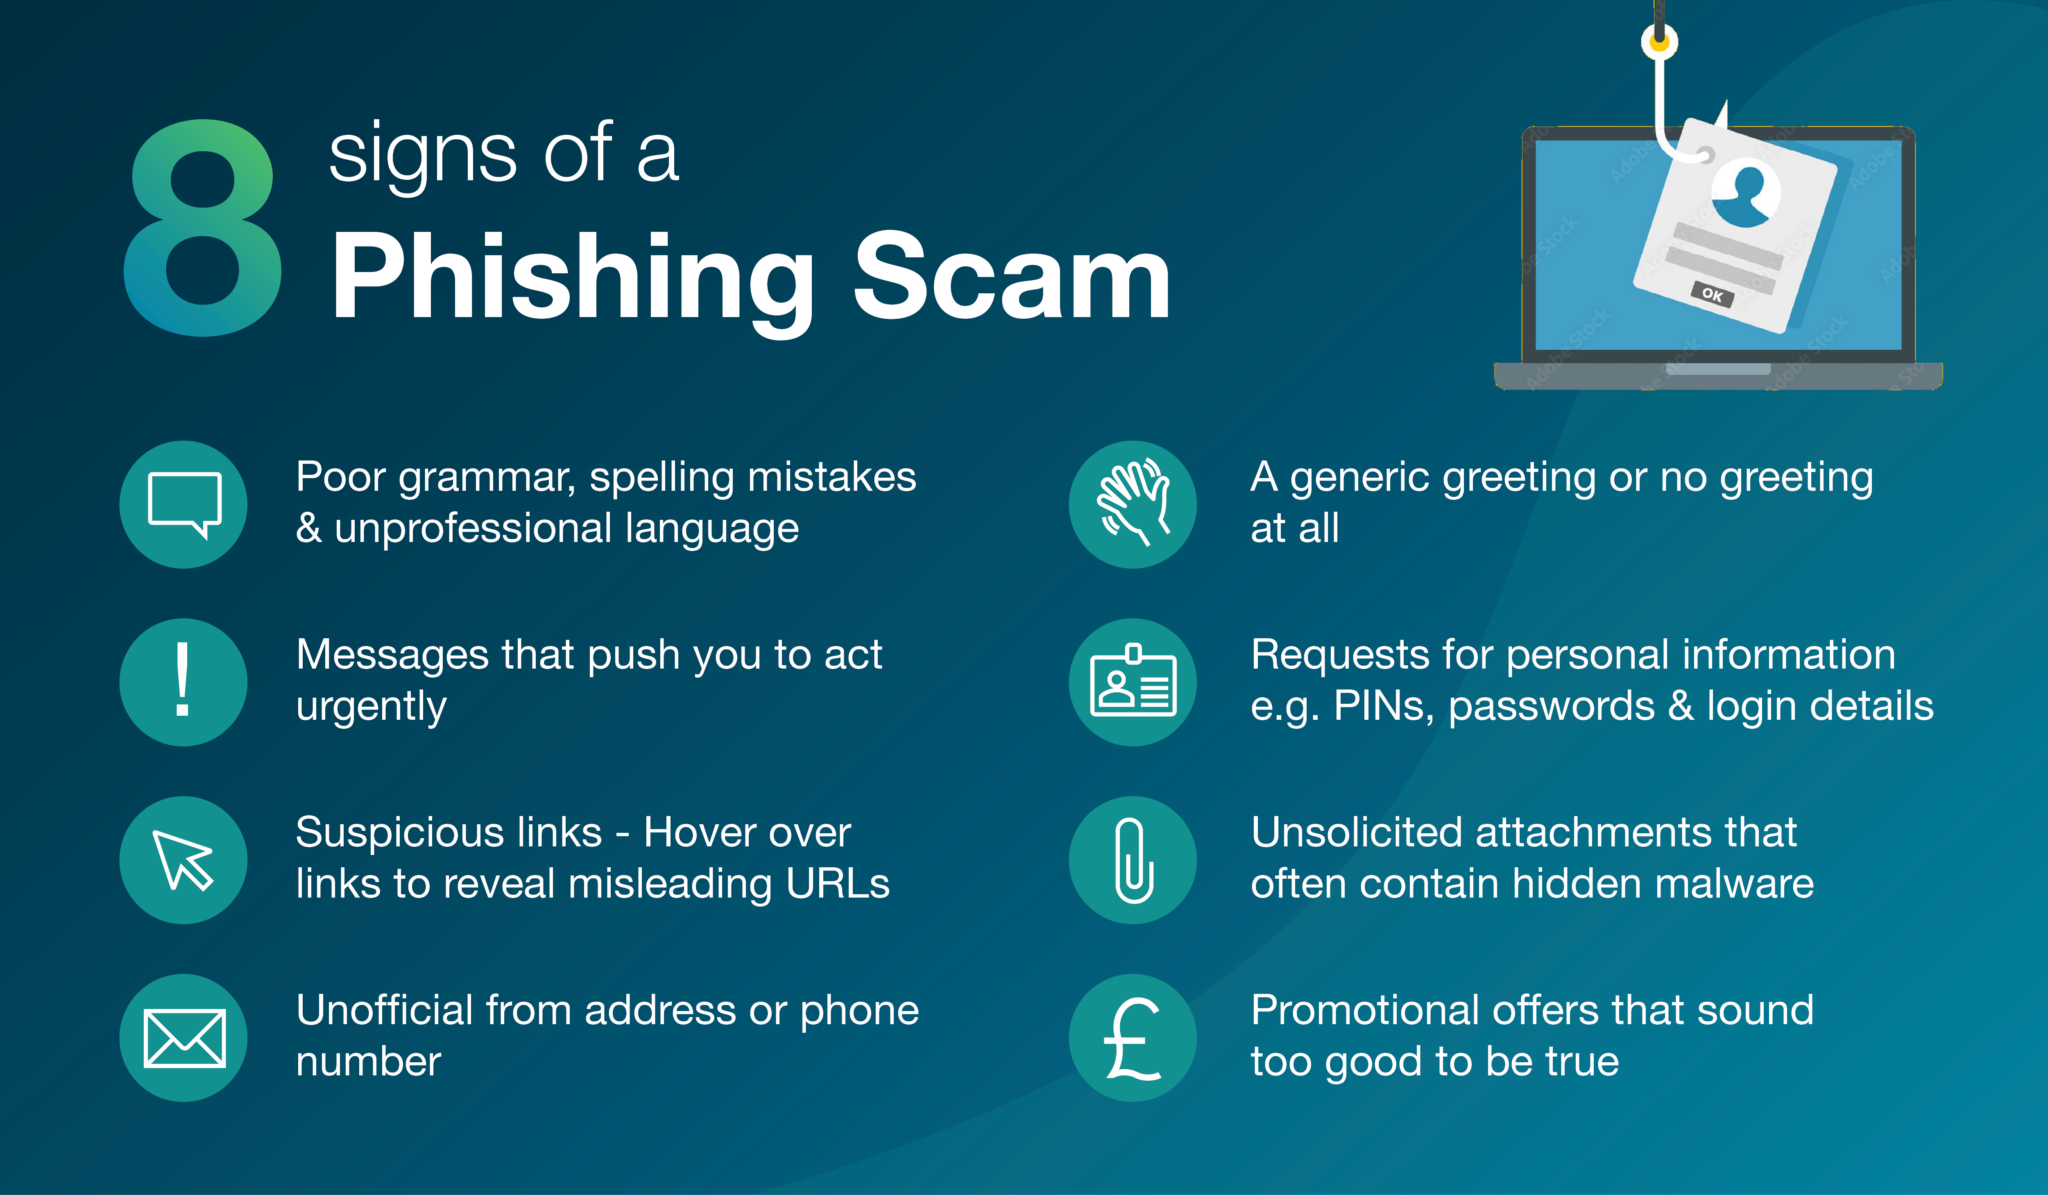 8
signs of a
Phishing Scam
OK
Poor grammar, spelling mistakes
& unprofessional language
Messages that push you to act
urgently
Suspicious links - Hover over
links to reveal misleading URLs
Unofficial from address or phone
number
A generic greeting or no greeting
at all
Requests for personal information
e.g. PINs, passwords & login details
Unsolicited attachments that
often contain hidden malware
£
Promotional offers that sound
too good to be true
Adobe Stock